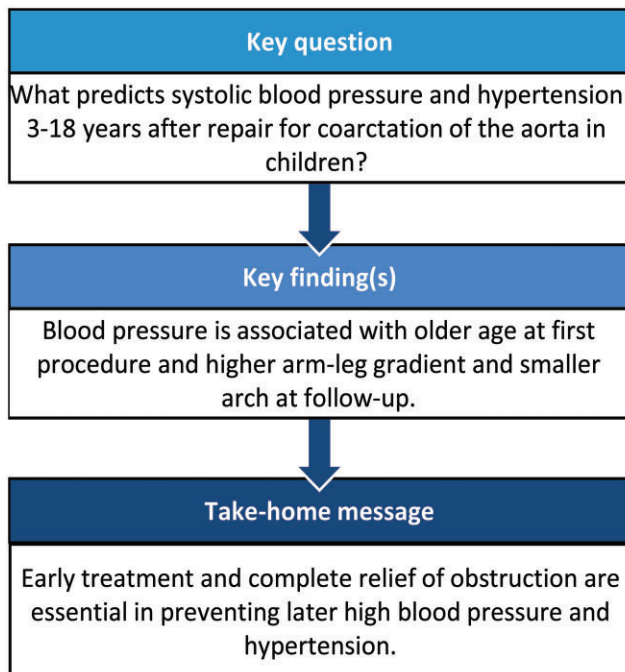 Key question
What predicts systolic blood pressure and hypertension
3-18 years after repair for coarctation of the aorta in
children?
Key finding(s)
Blood pressure is associated with older age at first
procedure and higher arm-leg gradient and smaller
arch at follow-up.
Take-home message
Early treatment and complete relief of obstruction are
essential in preventing later high blood pressure and
hypertension.